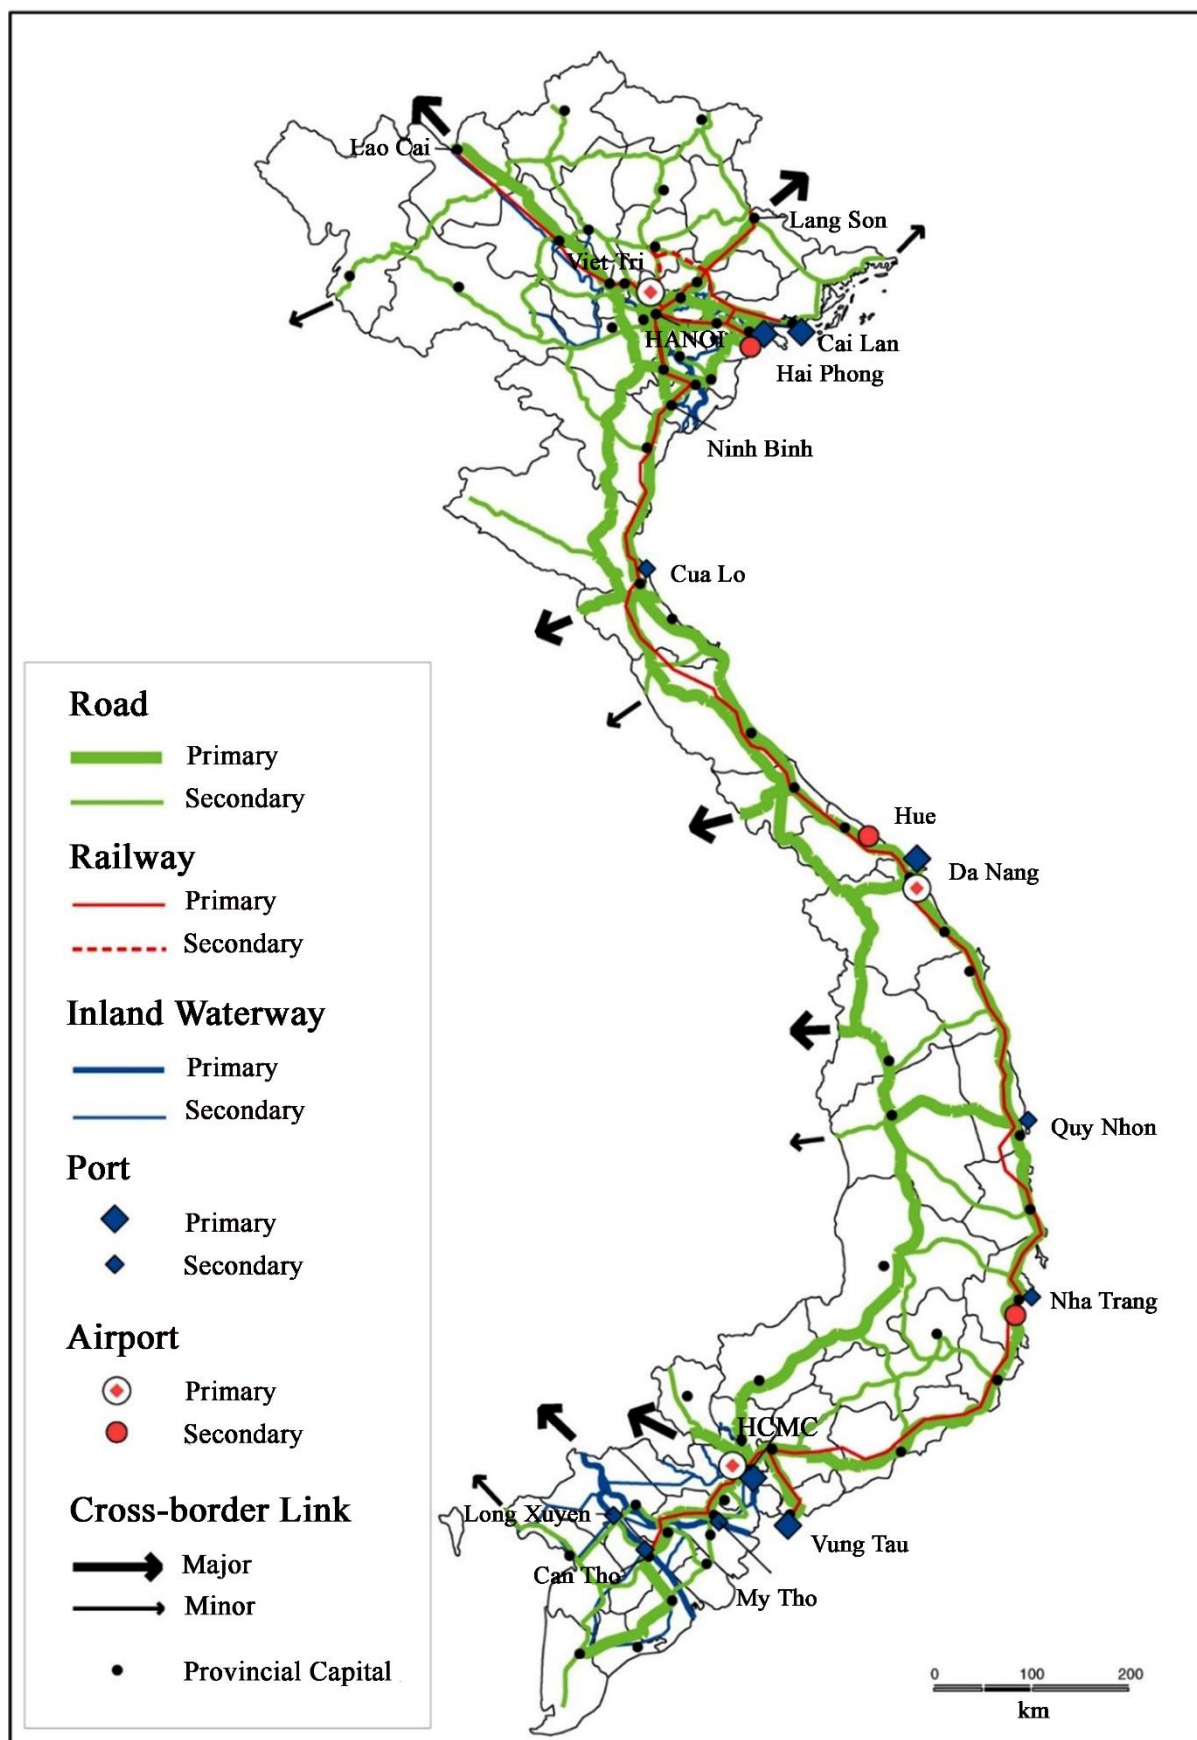 Lao Cai
Lang Son
Viet Tri
HANOI
Cai Lan
Hai Phong
Ninh Binh
Cua Lo
Road
Primary
Secondary
Railway
Primary
Secondary
Inland Waterway
Primary
Secondary
Port
Primary
Secondary
Airport
Primary
Secondary
Cross-border Link
Major
Minor
Provincial Capital
Hue
Da Nang
Quy Nhon
Nha Trang
HCMC
Long Xuyen
Vung Tau
Can Tho
My Tho
0 100 200
km